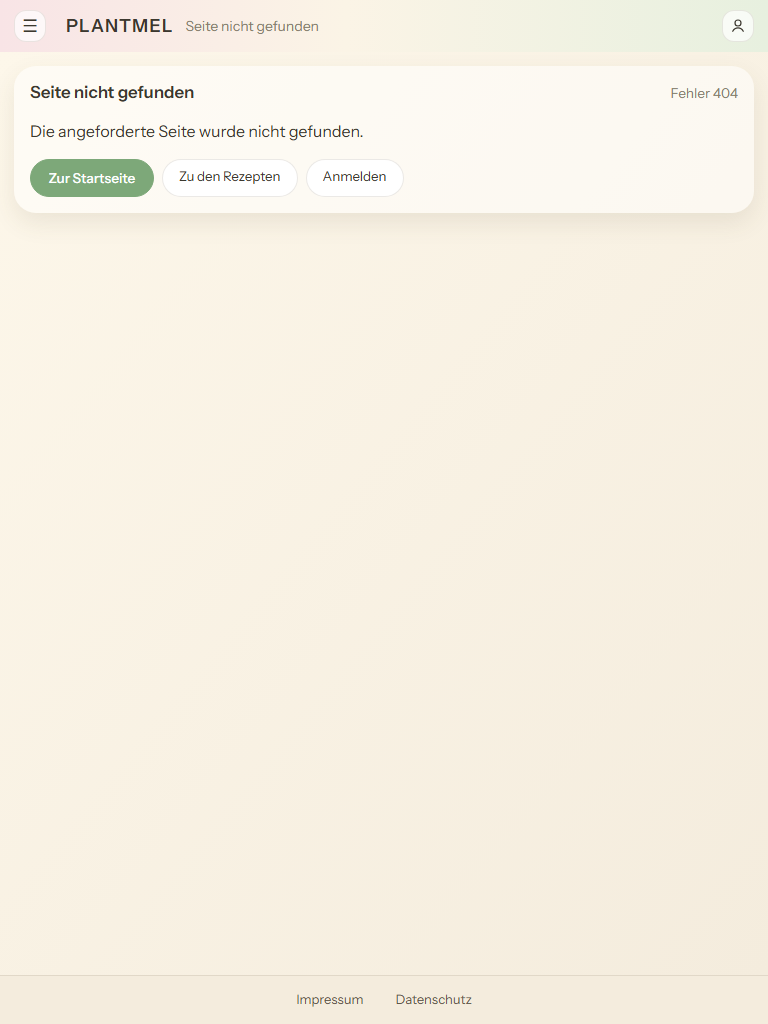 PLANTMEL Seite nicht gefunden
Seite nicht gefunden Fehler 404
Die angeforderte Seite wurde nicht gefunden.
Zur Startseite Zu den Rezepten Anmelden
Impressum Datenschutz